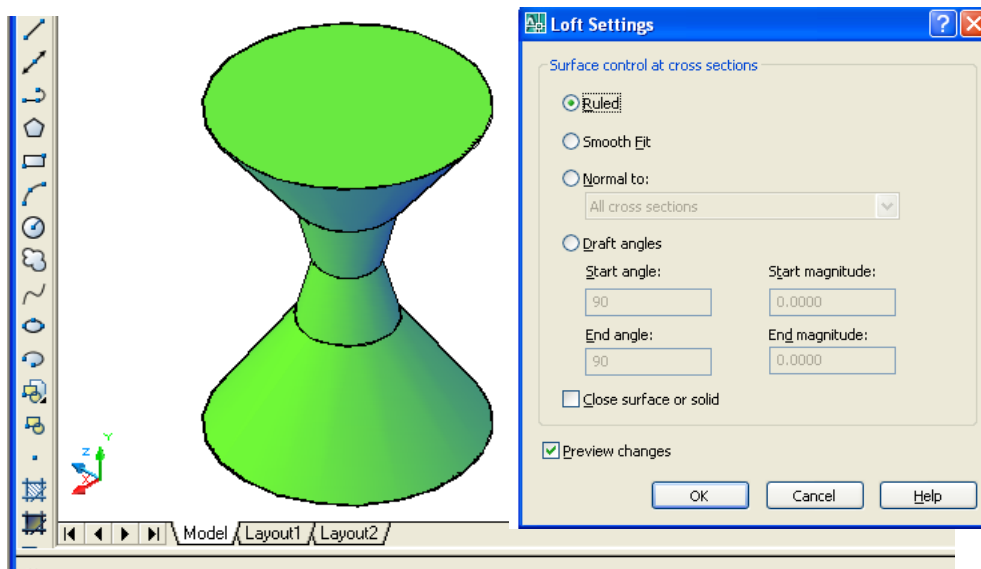 Loft Settings
Surface control at cross sections
Ruled
Smooth Fit
Normal to:
All cross sections
Draft angles
Start angle: Start magnitude:
90 0.0000
End angle: End magnitude:
90 0.0000
Close surface or solid
Preview changes
OK Cancel Help
Z Y X
Model Layout1 Layout2